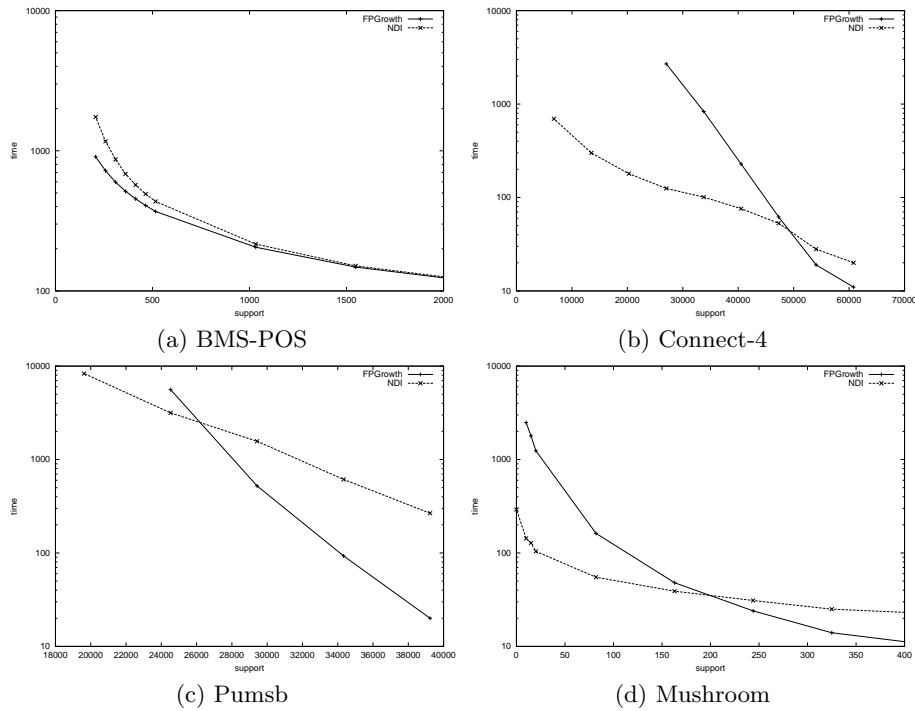 10000
1000
100
time
0
500
1000
1500
2000
support
FPGrowth
NDI
(a) BMS-POS
10000
1000
100
10
time
0
10000
20000
30000
40000
50000
60000
70000
support
FPGrowth
NDI
(b) Connect-4
10000
1000
100
10
time
18000
20000
22000
24000
26000
28000
30000
32000
34000
36000
38000
40000
support
FPGrowth
NDI
(c) Pumsb
10000
1000
100
10
time
0
50
100
150
200
250
300
350
400
support
FPGrowth
NDI
(d) Mushroom